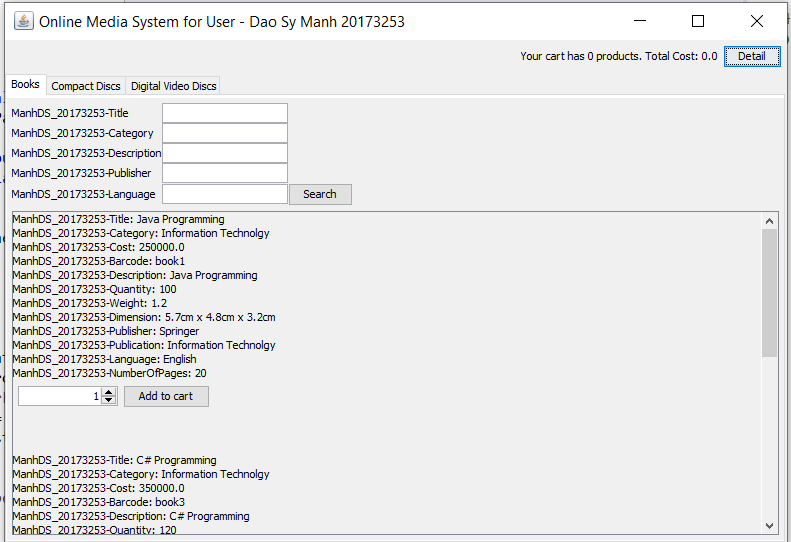 Online Media System for User - Dao Sy Manh 20173253
Your cart has 0 products. Total Cost: 0.0 Detail
Books Compact Discs Digital Video Discs
ManhDS_20173253-Title
ManhDS_20173253-Category
ManhDS_20173253-Description
ManhDS_20173253-Publisher
ManhDS_20173253-Language Search
ManhDS_20173253-Title: Java Programming
ManhDS_20173253-Category: Information Technolgy
ManhDS_20173253-Cost: 250000.0
ManhDS_20173253-Barcode: book1
ManhDS_20173253-Description: Java Programming
ManhDS_20173253-Quantity: 100
ManhDS_20173253-Weight: 1.2
ManhDS_20173253-Dimension: 5.7cm x 4.8cm x 3.2cm
ManhDS_20173253-Publisher: Springer
ManhDS_20173253-Publication: Information Technolgy
ManhDS_20173253-Language: English
ManhDS_20173253-NumberOfPages: 20
1 Add to cart
ManhDS_20173253-Title: C# Programming
ManhDS_20173253-Category: Information Technolgy
ManhDS_20173253-Cost: 350000.0
ManhDS_20173253-Barcode: book3
ManhDS_20173253-Description: C# Programming
ManhDS_20173253-Quantity: 120